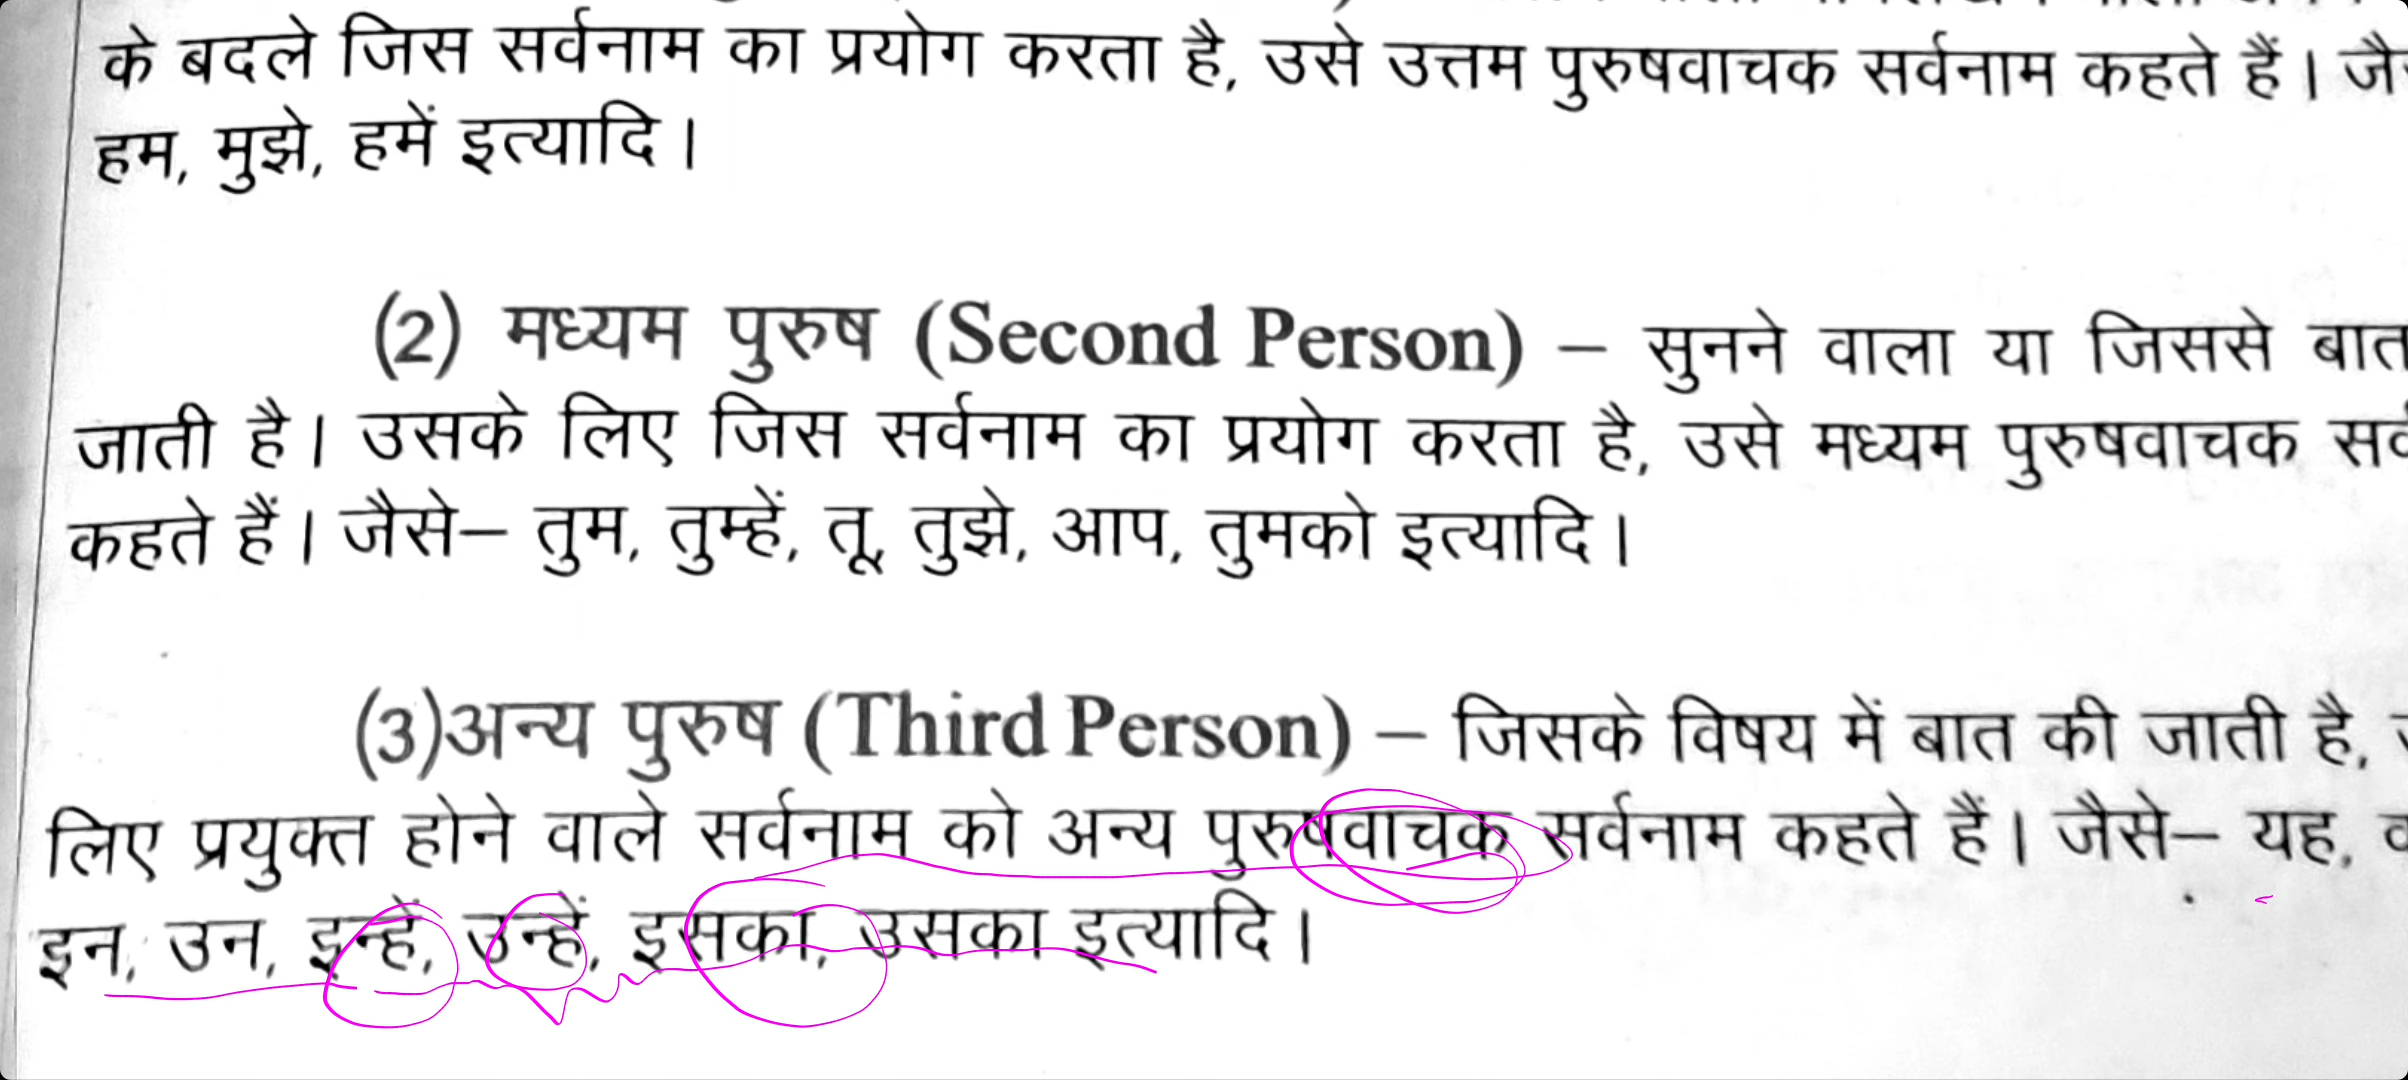 के बदले जिस सर्वनाम का प्रयोग करता है, उसे उत्तम पुरुषवाचक सर्वनाम कहते हैं।
हम, मुझे, हमें इत्यादि।
(2) मध्यम पुरुष (Second Person) – सुनने वाला या जिससे बात
जाती है। उसके लिए जिस सर्वनाम का प्रयोग करता है, उसे मध्यम पुरुषवाचक
कहते हैं। जैसे– तुम, तुम्हें, तू, तुझे, आप, तुमको इत्यादि।
(3)अन्य पुरुष (Third Person) – जिसके विषय में बात की जाती है,
लिए प्रयुक्त होने वाले सर्वनाम को अन्य पुरुषवाचक सर्वनाम कहते हैं। जैसे– यह,
इन, उन, इन्हें, उन्हें, इसका, उसका इत्यादि।